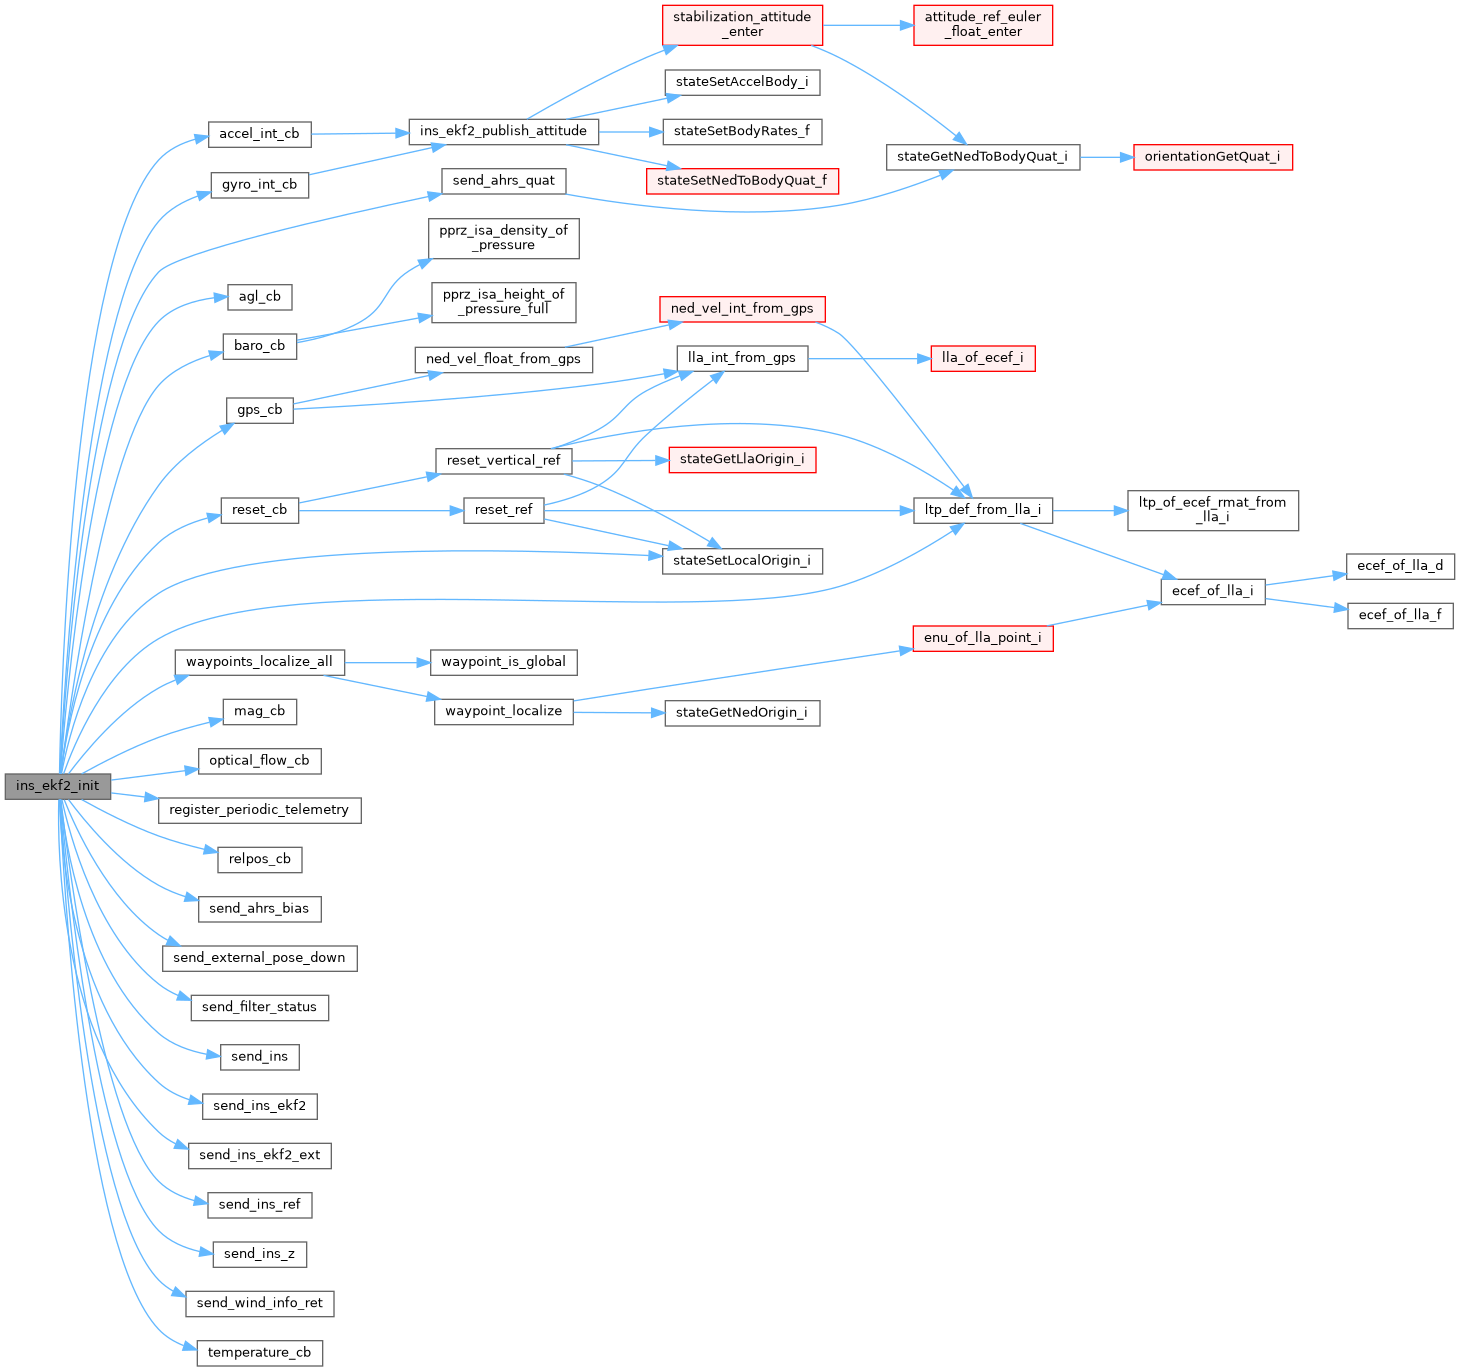 stabilization_attitude
_enter
attitude_ref_euler
_float_enter
stateSetAccelBody_i
accel_int_cb
ins_ekf2_publish_attitude
stateSetBodyRates_f
stateGetNedToBodyQuat_i
orientationGetQuat_i
gyro_int_cb
send_ahrs_quat
stateSetNedToBodyQuat_f
pprz_isa_density_of
_pressure
agl_cb
pprz_isa_height_of
_pressure_full
ned_vel_int_from_gps
baro_cb
ned_vel_float_from_gps
lla_int_from_gps
lla_of_ecef_i
gps_cb
reset_vertical_ref
stateGetLlaOrigin_i
reset_cb
reset_ref
ltp_def_from_lla_i
ltp_of_ecef_rmat_from
_lla_i
stateSetLocalOrigin_i
ecef_of_lla_d
ecef_of_lla_i
ecef_of_lla_f
enu_of_lla_point_i
waypoints_localize_all
waypoint_is_global
mag_cb
waypoint_localize
stateGetNedOrigin_i
optical_flow_cb
ins_ekf2_init
register_periodic_telemetry
relpos_cb
send_ahrs_bias
send_external_pose_down
send_filter_status
send_ins
send_ins_ekf2
send_ins_ekf2_ext
send_ins_ref
send_ins_z
send_wind_info_ret
temperature_cb